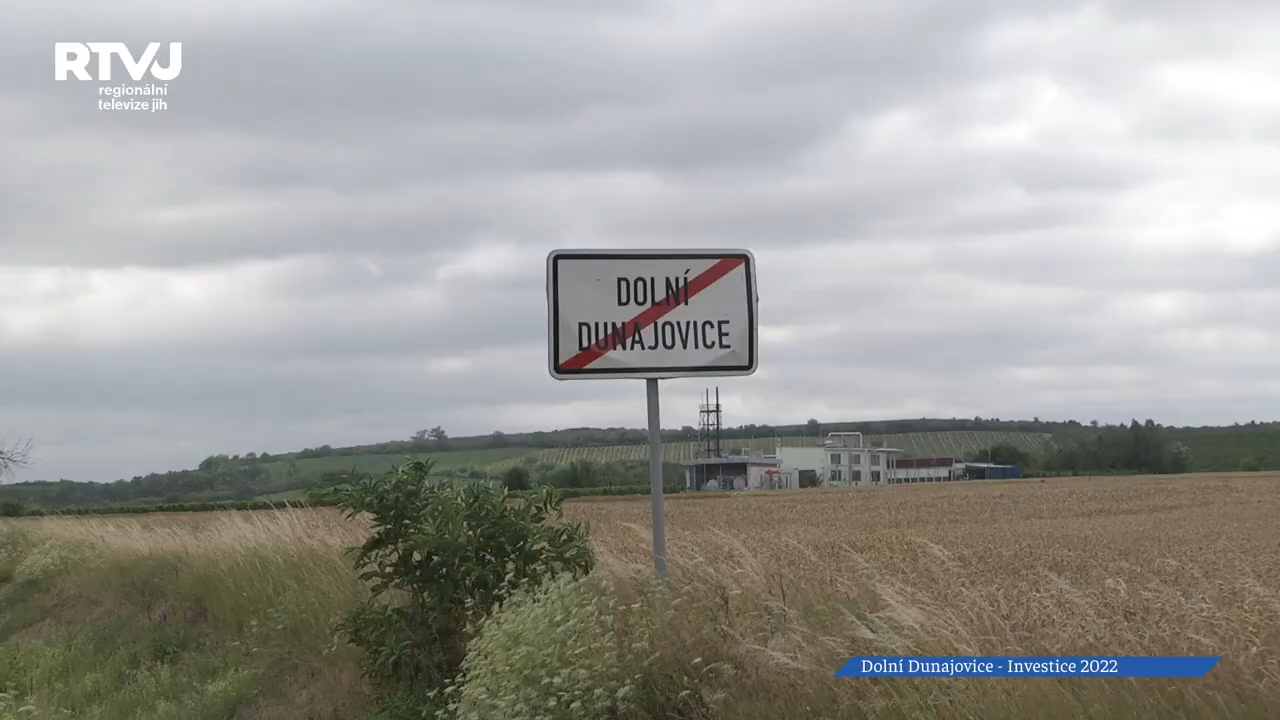 RTVJ
regionální
televize jih
DOLNÍ
DUNAJOVICE
Dolní Dunajovice - Investice 2022